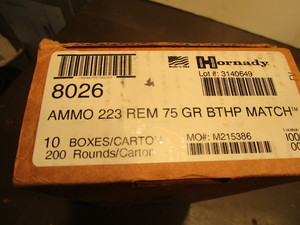 Hornady
Lot #: 3140649
8026
AMMO 223 REM 75 GR BTHP MATCH™
10 BOXES/CARTON
MO#: M215386
200 Rounds/Carton